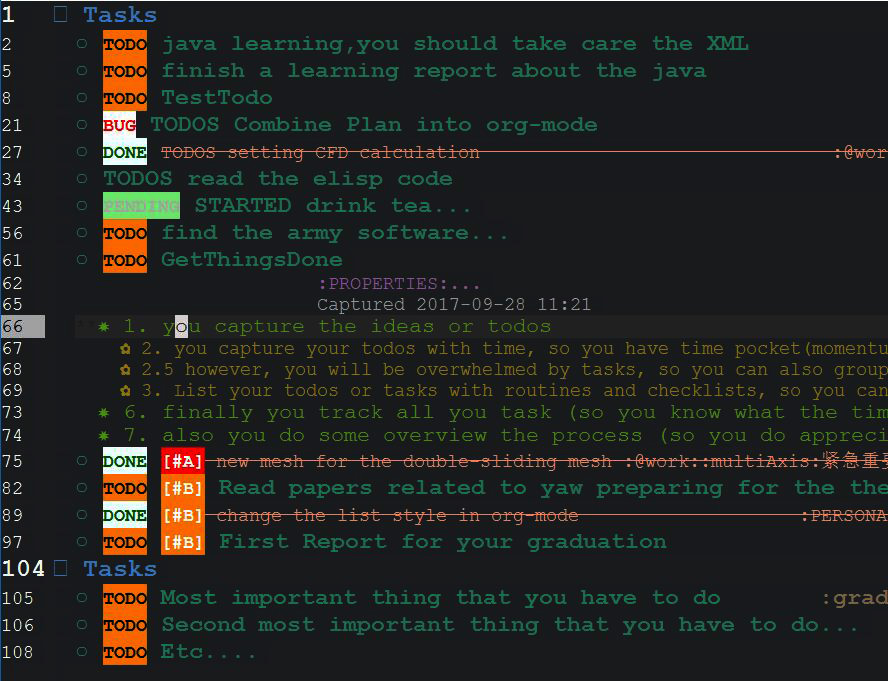 1 Tasks
2 TODO java learning,you should take care the XML
5 TODO finish a learning report about the java
8 TODO TestTodo
21 BUG TODOS Combine Plan into org-mode
27 DONE TODOS setting CFD calculation :@wor
34 TODOS read the elisp code
43 PENDING STARTED drink tea...
56 TODO find the army software...
61 TODO GetThingsDone
62 :PROPERTIES:...
65 Captured 2017-09-28 11:21
66 1. you capture the ideas or todos
67 2. you capture your todos with time, so you have time pocket(momentu
68 2.5 however, you will be overwhelmed by tasks, so you can also group
69 3. List your todos or tasks with routines and checklists, so you can
73 6. finally you track all you task (so you know what the tim
74 7. also you do some overview the process (so you do appreci
75 DONE [#A] new mesh for the double-sliding mesh :@work::multiAxis:紧急重要
82 TODO [#B] Read papers related to yaw preparing for the the
89 DONE [#B] change the list style in org-mode :PERSONA
97 TODO [#B] First Report for your graduation
104 Tasks
105 TODO Most important thing that you have to do :grad
106 TODO Second most important thing that you have to do...
108 TODO Etc....